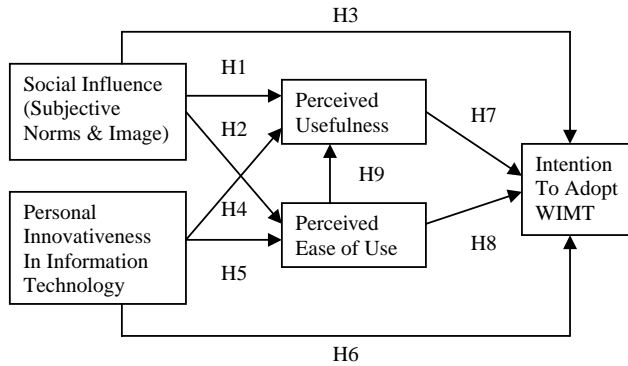 H3
Social Influence
(Subjective
Norms & Image)
H1
H2
Perceived
Usefulness
H7
Intention
To Adopt
WIMT
H9
Personal
Innovativeness
In Information
Technology
H4
H5
Perceived
Ease of Use
H8
H6